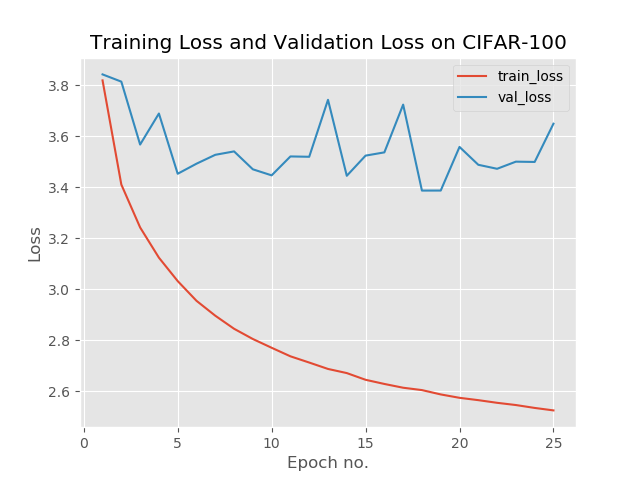 Training Loss and Validation Loss on CIFAR-100
train_loss
val_loss
3.8
3.6
3.4
3.2
3.0
2.8
2.6
Loss
0 5 10 15 20 25
Epoch no.